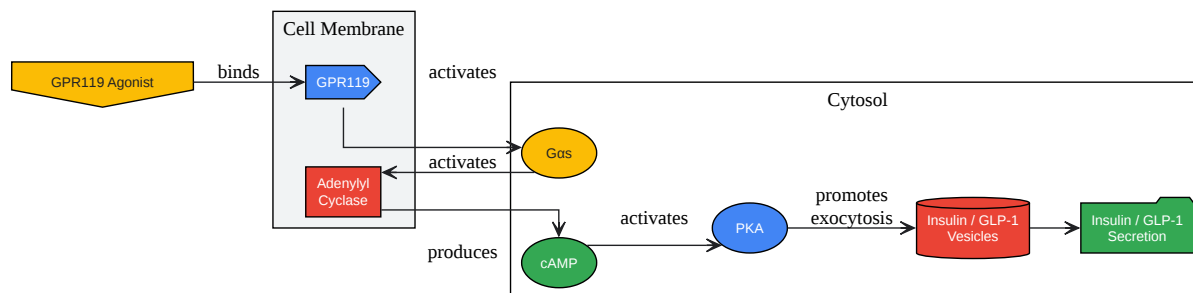 Cell Membrane
GPR119 Agonist
binds
GPR119
activates
Cytosol
Gαs
activates
Adenylyl
Cyclase
produces
cAMP
activates
PKA
promotes
exocytosis
Insulin / GLP-1
Vesicles
Insulin / GLP-1
Secretion